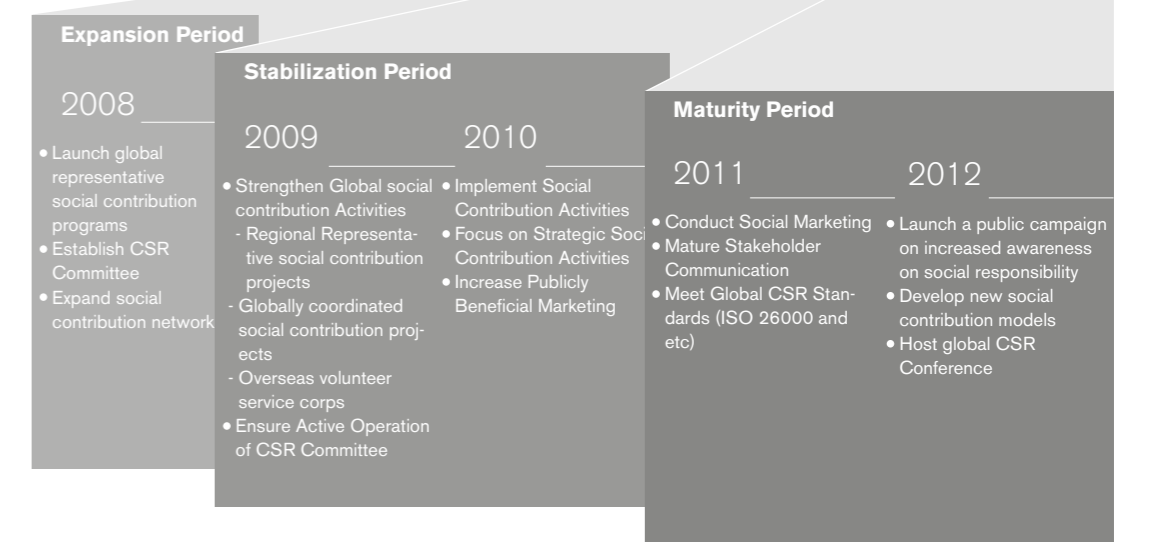 Expansion Period
2008
● Launch global
representative
social contribution
programs
● Establish CSR
Committee
● Expand social
contribution network
Stabilization Period
2009
● Strengthen Global social
contribution Activities
- Regional Representa-
tive social contribution
projects
- Globally coordinated
social contribution proj-
ects
- Overseas volunteer
service corps
● Ensure Active Operation
of CSR Committee
2010
● Implement Social
Contribution Activities
● Focus on Strategic Soci
Contribution Activities
● Increase Publicly
Beneficial Marketing
Maturity Period
2011
● Conduct Social Marketing
● Mature Stakeholder
Communication
● Meet Global CSR Stan-
dards (ISO 26000 and
etc)
2012
● Launch a public campaign
on increased awareness
on social responsibility
● Develop new social
contribution models
● Host global CSR
Conference